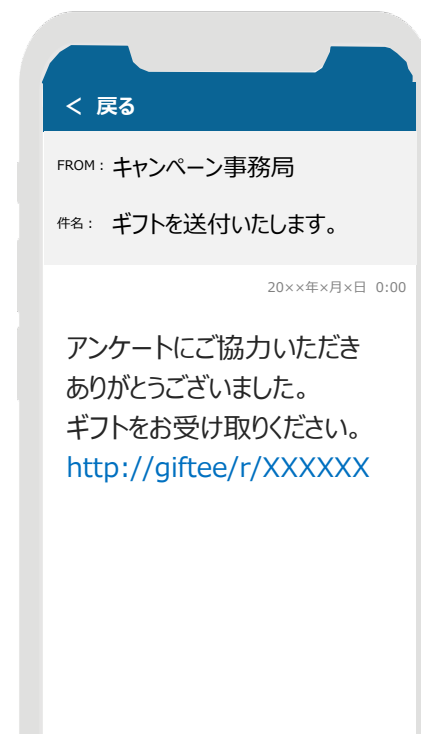 < 戻る
FROM： キャンペーン事務局
件名： ギフトを送付いたします。
20××年×月×日 0:00
アンケートにご協力いただき
ありがとうございました。
ギフトをお受け取りください。
http://giftee/r/XXXXXX